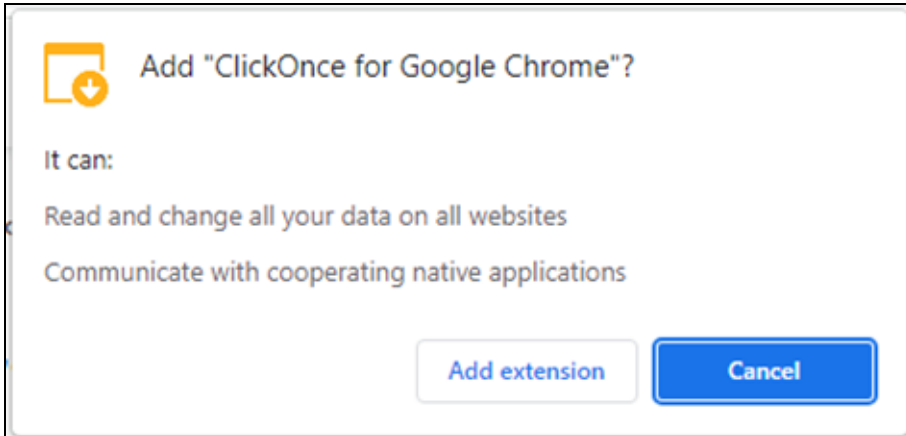 Add "ClickOnce for Google Chrome"?
It can:
Read and change all your data on all websites
Communicate with cooperating native applications
Add extension
Cancel